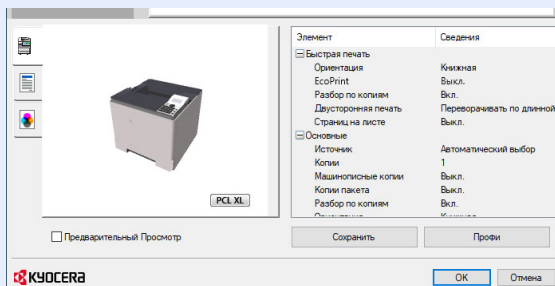 Элемент Сведения
Быстрая печать
Ориентация Книжная
EcoPrint Выкл.
Разбор по копиям Вкл.
Двусторонняя печать Переворачивать по длинной
Страниц на листе Выкл.
Основные
Источник Автоматический выбор
Копии 1
Машинописные копии Выкл.
Копии пакета Выкл.
Разбор по копиям Вкл.
PCL XL
Предварительный Просмотр
Сохранить Профи
KYOCERA
OK Отмена